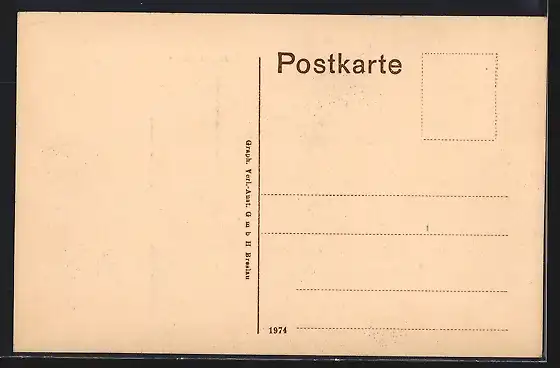 Postkarte
Graph. Verl.-Anst. G m b H Breslau
1974